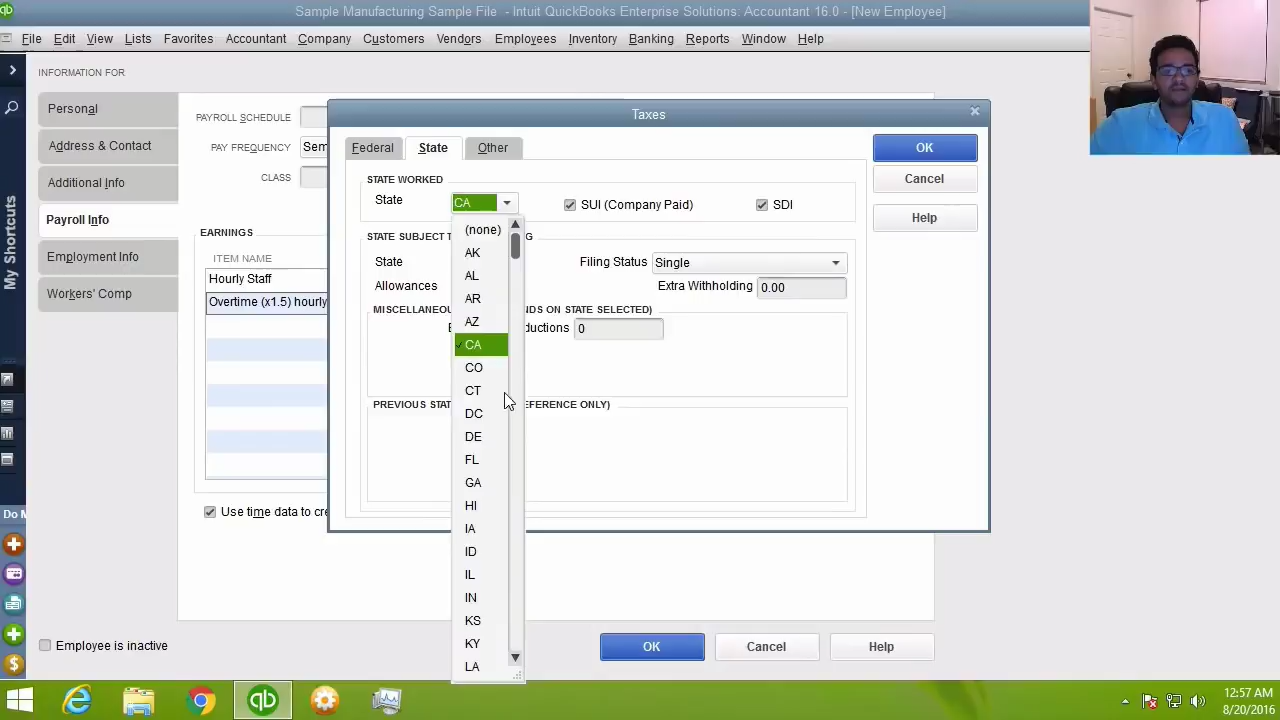 Sample Manufacturing Sample File - Intuit QuickBooks Enterprise Solutions: Accountant 16.0 - [New Employee]
File Edit View Lists Favorites Accountant Company Customers Vendors Employees Inventory Banking Reports Window Help
INFORMATION FOR
Personal
Address & Contact
Additional Info
Payroll Info
Employment Info
Workers' Comp
My Shortcuts
PAYROLL SCHEDULE
PAY FREQUENCY Sem
CLASS
EARNINGS
ITEM NAME
Hourly Staff
Overtime (x1.5) hourly
Use time data to cre
Taxes
Federal State Other
STATE WORKED
State CA SUI (Company Paid) SDI
STATE SUBJECT T G
State Filing Status Single
Allowances Extra Withholding 0.00
MISCELLANEOU NDS ON STATE SELECTED)
E ductions 0
PREVIOUS STAT EFERENCE ONLY)
(none)
AK
AL
AR
AZ
CA
CO
CT
DC
DE
FL
GA
HI
IA
ID
IL
IN
KS
KY
LA
OK
Cancel
Help
Do M
Employee is inactive
OK Cancel Help
12:57 AM
8/20/2016